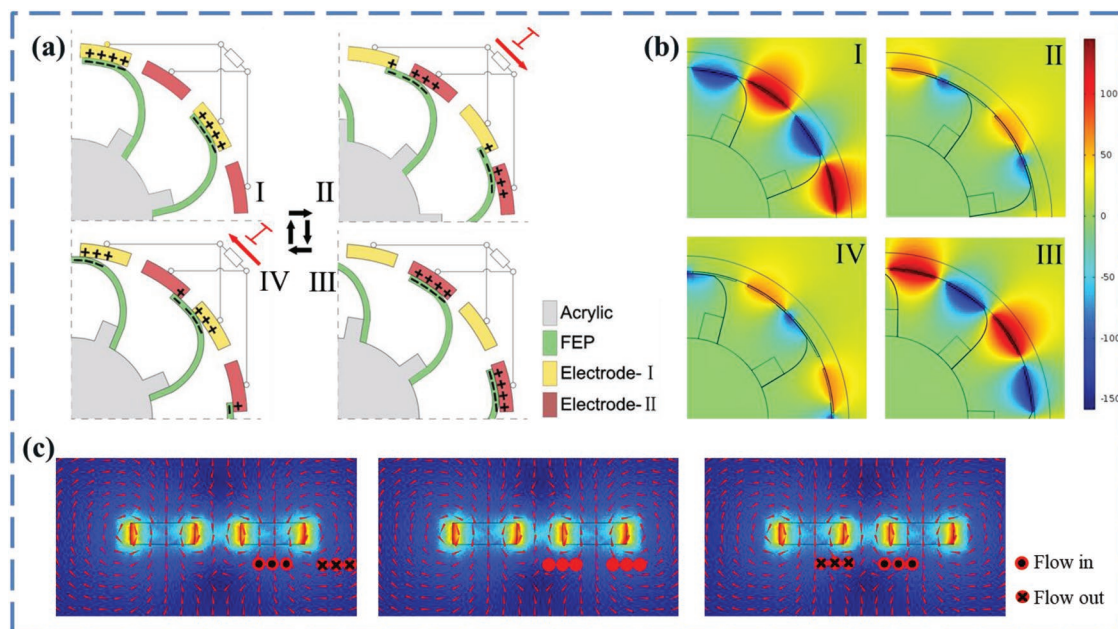 (a)
I
II
I
I
IV
III
Acrylic
FEP
Electrode- I
Electrode- II
(b)
I
II
IV
III
100
50
0
-50
-100
-150
(c)
Flow in
Flow out